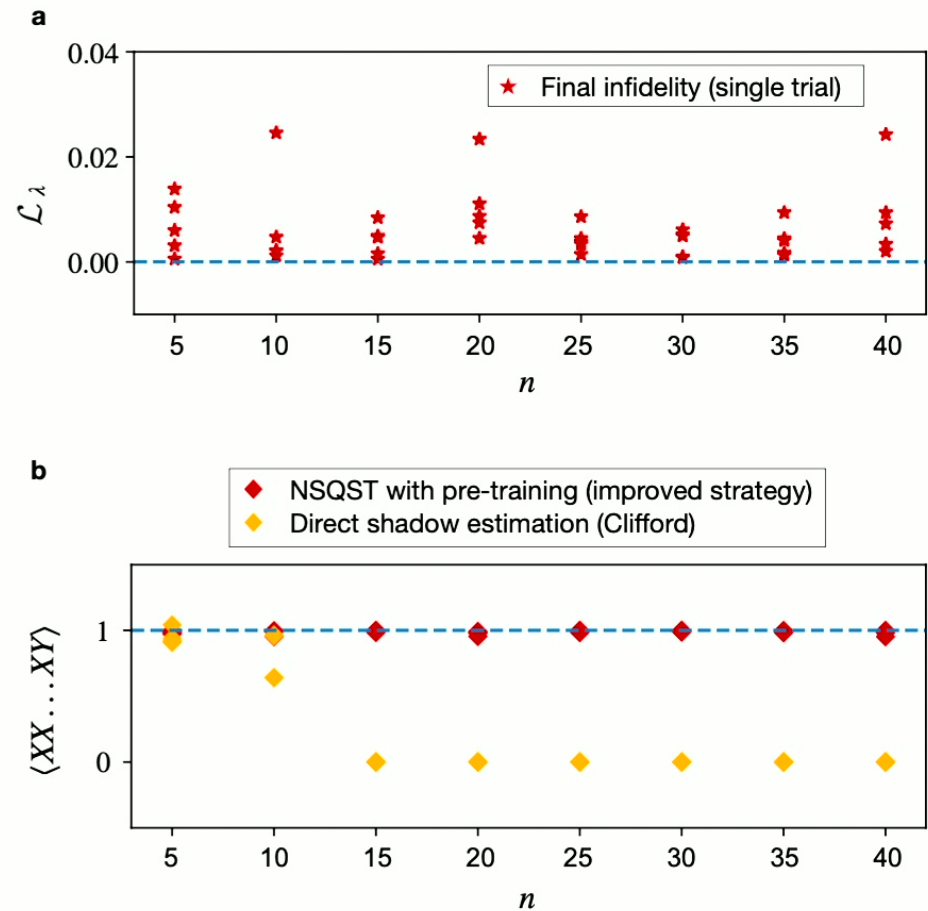 a
0.04
Final infidelity (single trial)
0.02
ℒ λ
0.00
5 10 15 20 25 30 35 40
n
b
NSQST with pre-training (improved strategy)
Direct shadow estimation (Clifford)
1
⟨XX . . . . XY⟩
0
5 10 15 20 25 30 35 40
n